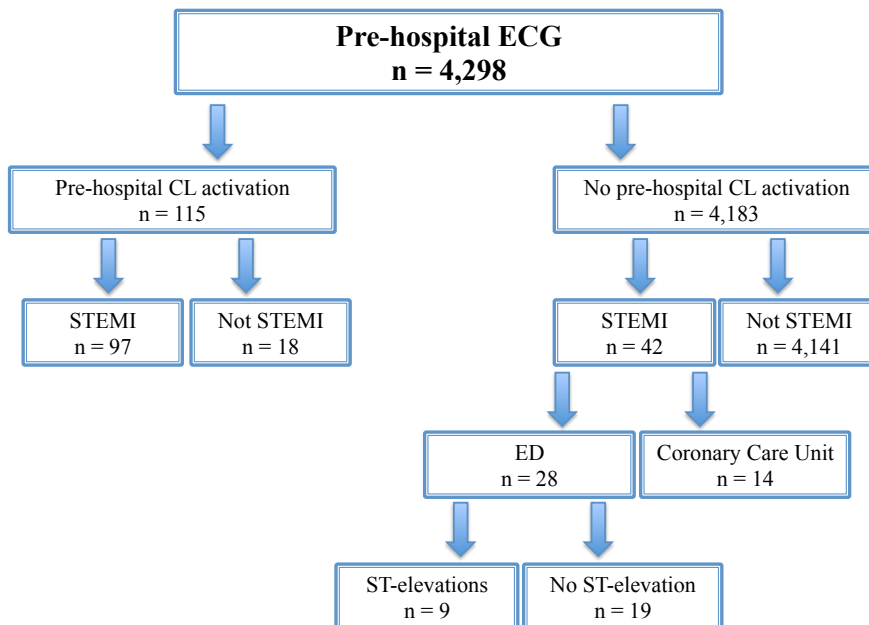 Pre-hospital ECG
n = 4,298
Pre-hospital CL activation
n = 115
No pre-hospital CL activation
n = 4,183
STEMI
n = 97
Not STEMI
n = 18
STEMI
n = 42
Not STEMI
n = 4,141
ED
n = 28
Coronary Care Unit
n = 14
ST-elevations
n = 9
No ST-elevation
n = 19